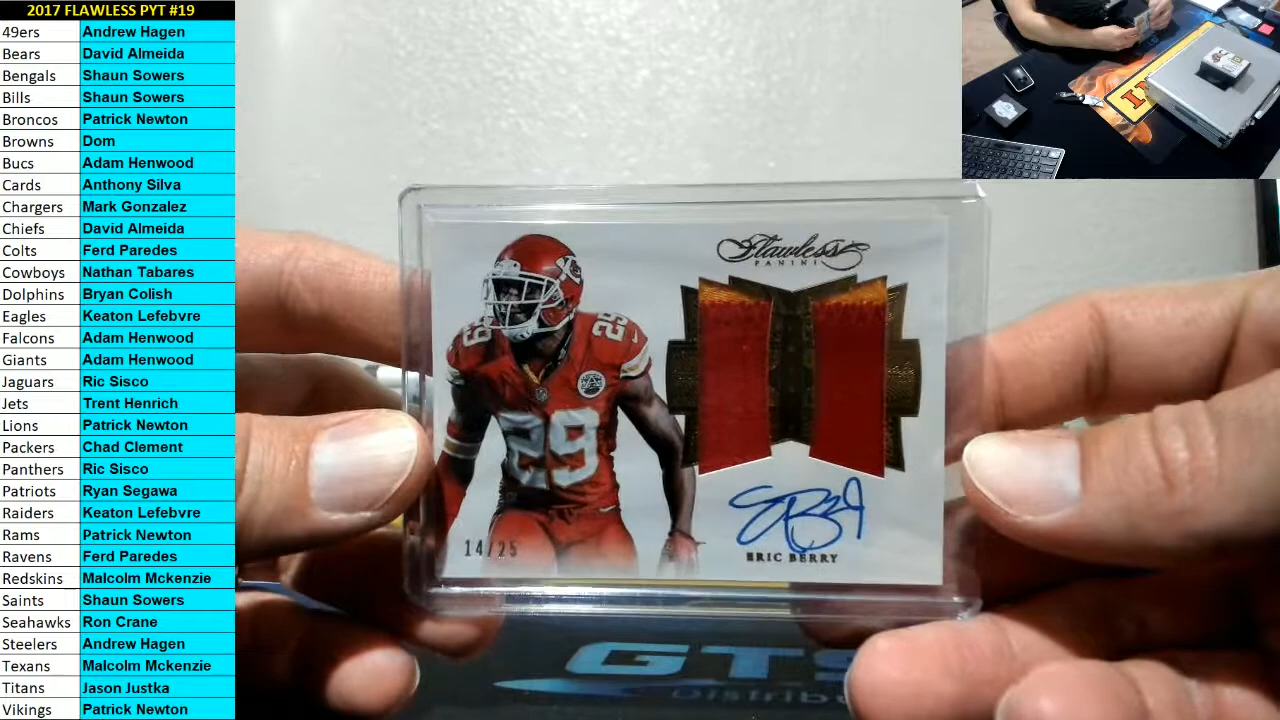 2017 FLAWLESS PYT #19
49ers Andrew Hagen
Bears David Almeida
Bengals Shaun Sowers
Bills Shaun Sowers
Broncos Patrick Newton
Browns Dom
Bucs Adam Henwood
Cards Anthony Silva
Chargers Mark Gonzalez
Chiefs David Almeida
Colts Ferd Paredes
Cowboys Nathan Tabares
Dolphins Bryan Colish
Eagles Keaton Lefebvre
Falcons Adam Henwood
Giants Adam Henwood
Jaguars Ric Sisco
Jets Trent Henrich
Lions Patrick Newton
Packers Chad Clement
Panthers Ric Sisco
Patriots Ryan Segawa
Raiders Keaton Lefebvre
Rams Patrick Newton
Ravens Ferd Paredes
Redskins Malcolm Mckenzie
Saints Shaun Sowers
Seahawks Ron Crane
Steelers Andrew Hagen
Texans Malcolm Mckenzie
Titans Jason Justka
Vikings Patrick Newton
Flawless
PANINI
29
29
29
14/25
ERIC BERRY
GTS